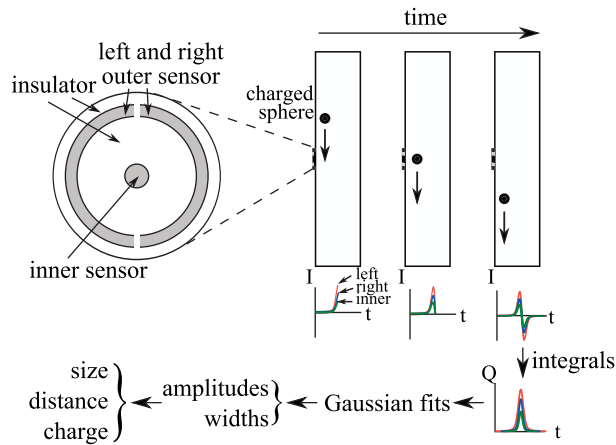 time
left and right
outer sensor
insulator
charged
sphere
inner sensor
I
I
I
left
right
inner
t
t
t
integrals
Q
t
Gaussian fits
amplitudes
widths
size
distance
charge